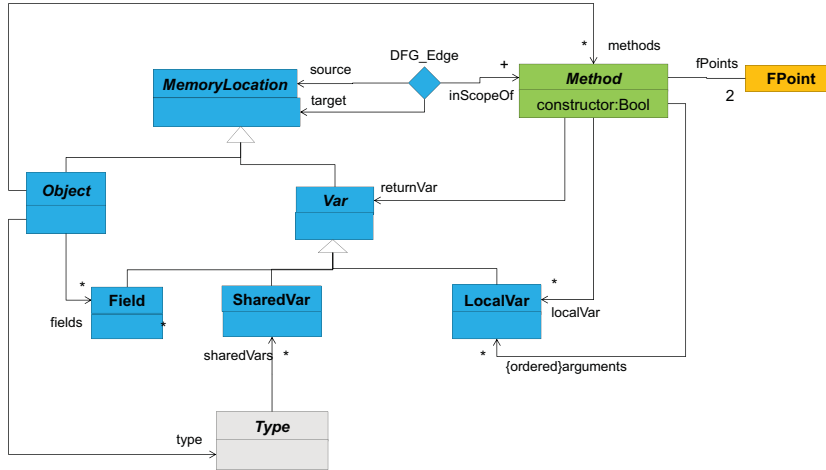 * methods
DFG_Edge
source
+
fPoints
MemoryLocation
Method
FPoint
target
inScopeOf
2
constructor:Bool
Object
Var
returnVar
*
*
Field
SharedVar
LocalVar
fields
*
localVar
sharedVars *
* {ordered}arguments
Type
type